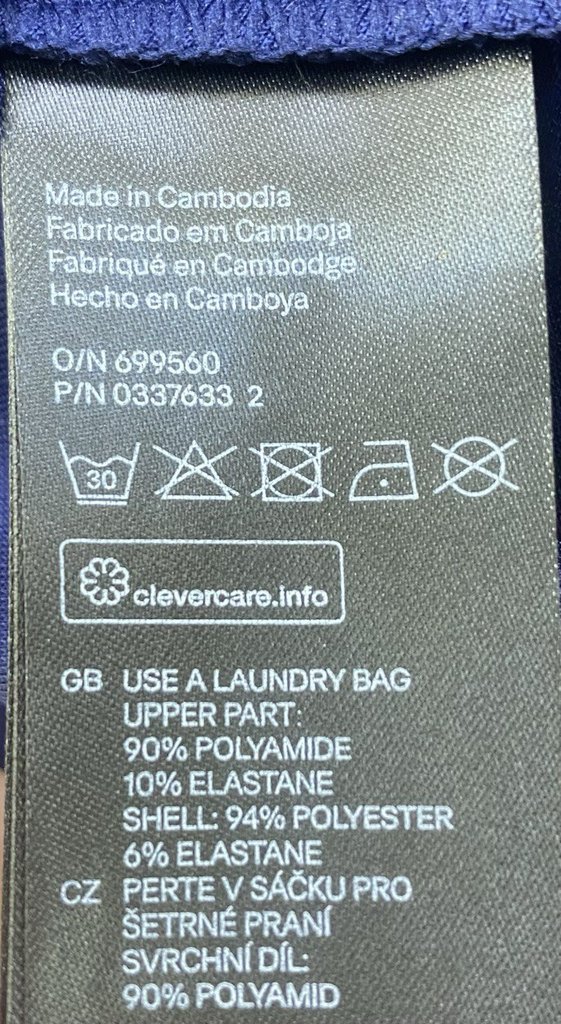 Made in Cambodia
Fabricado em Camboja
Fabriqué en Cambodge
Hecho en Camboya
O/N 699560
P/N 0337633 2
30
clevercare.info
GB USE A LAUNDRY BAG
UPPER PART:
90% POLYAMIDE
10% ELASTANE
SHELL: 94% POLYESTER
6% ELASTANE
CZ PERTE V SÁČKU PRO
ŠETRNÉ PRANÍ
SVRCHNÍ DÍL:
90% POLYAMID